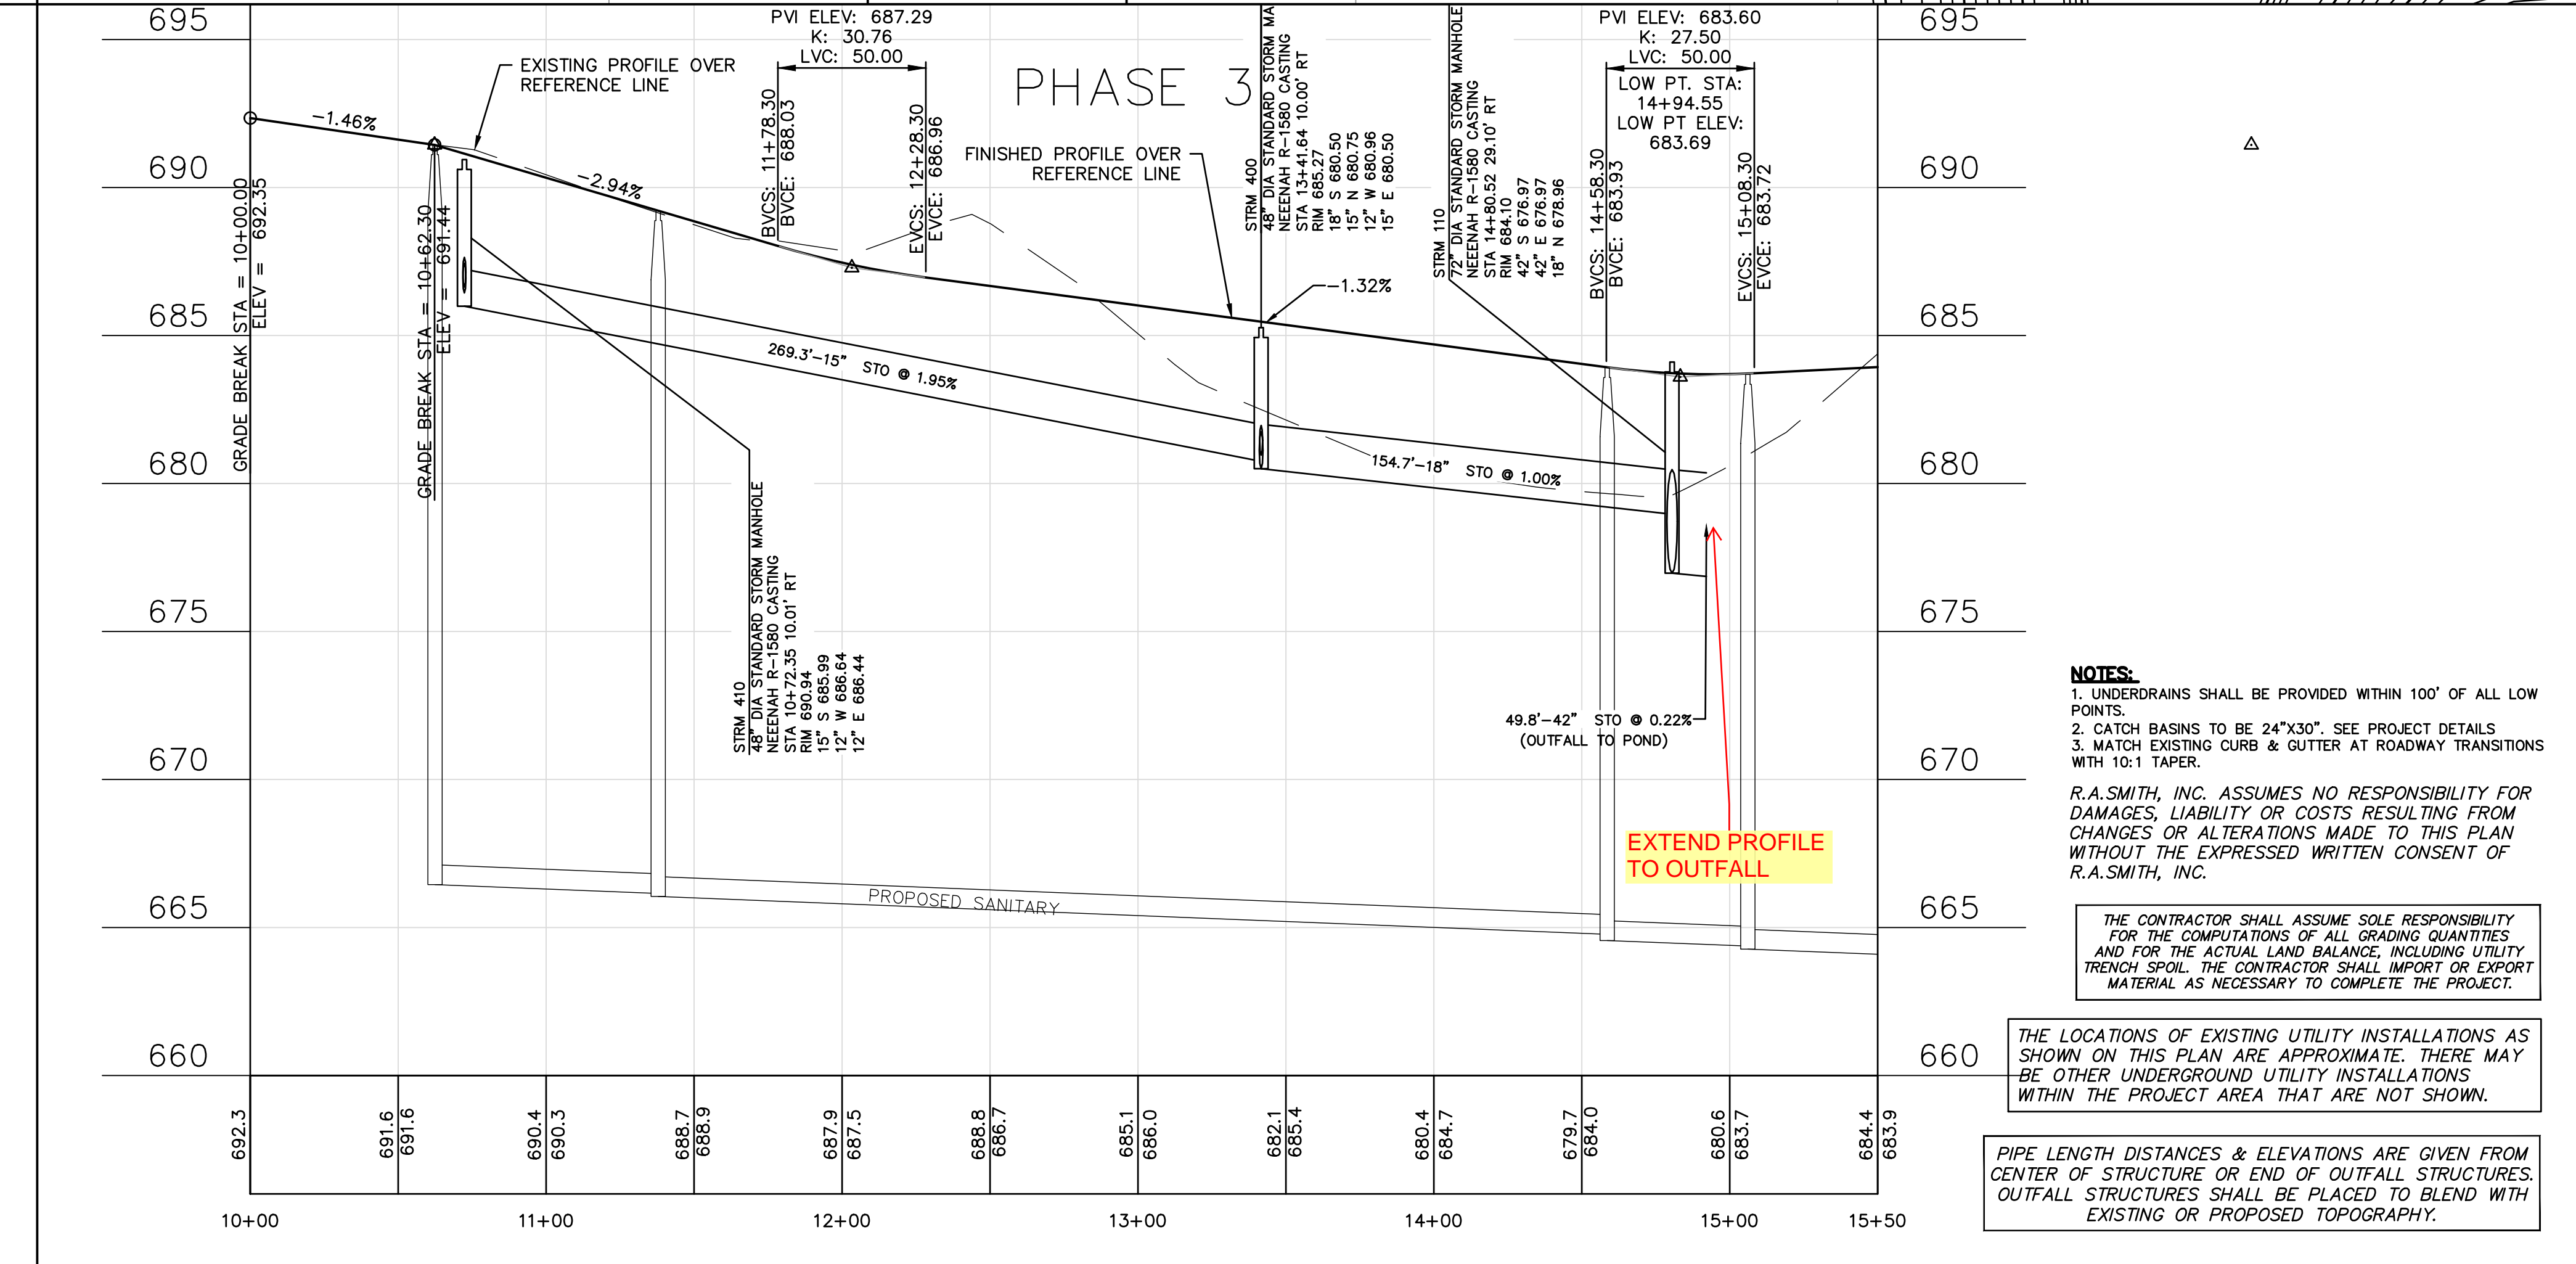 695
690
685
680
675
670
665
660
695
690
685
680
675
670
665
660
EXISTING PROFILE OVER
REFERENCE LINE
-1.46%
-2.94%
GRADE BREAK STA = 10+00.00
ELEV = 692.35
GRADE BREAK STA = 10+62.30
ELEV = 691.44
PVI ELEV: 687.29
K: 30.76
LVC: 50.00
BVCS: 11+78.30
BVCE: 688.03
EVCS: 12+28.30
EVCE: 686.96
PHASE 3
FINISHED PROFILE OVER
REFERENCE LINE
STRM 400
48" DIA STANDARD STORM MA
NEEENAH R-1580 CASTING
STA 13+41.64 10.00' RT
RIM 685.27
18" S 680.50
15" N 680.75
12" W 680.96
15" E 680.50
-1.32%
STRM 110
72" DIA STANDARD STORM MANHOLE
NEEENAH R-1580 CASTING
STA 14+80.52 29.10' RT
RIM 684.10
42" S 676.97
42" E 676.97
18" N 678.96
PVI ELEV: 683.60
K: 27.50
LVC: 50.00
LOW PT. STA:
14+94.55
LOW PT ELEV:
683.69
BVCS: 14+58.30
BVCE: 683.93
EVCS: 15+08.30
EVCE: 683.72
269.3'-15" STO @ 1.95%
154.7'-18" STO @ 1.00%
STRM 410
48" DIA STANDARD STORM MANHOLE
NEEENAH R-1580 CASTING
STA 10+72.35 10.01' RT
RIM 690.94
15" S 685.99
12" W 686.64
12" E 686.44
49.8'-42" STO @ 0.22%
(OUTFALL TO POND)
EXTEND PROFILE
TO OUTFALL
PROPOSED SANITARY
692.3
691.6
691.6
690.4
690.3
688.7
688.9
687.9
687.5
688.8
686.7
685.1
686.0
682.1
685.4
680.4
684.7
679.7
684.0
680.6
683.7
684.4
683.9
10+00
11+00
12+00
13+00
14+00
15+00
15+50
NOTES:
1. UNDERDRAINS SHALL BE PROVIDED WITHIN 100' OF ALL LOW
POINTS.
2. CATCH BASINS TO BE 24"X30". SEE PROJECT DETAILS
3. MATCH EXISTING CURB & GUTTER AT ROADWAY TRANSITIONS
WITH 10:1 TAPER.
R.A.SMITH, INC. ASSUMES NO RESPONSIBILITY FOR
DAMAGES, LIABILITY OR COSTS RESULTING FROM
CHANGES OR ALTERATIONS MADE TO THIS PLAN
WITHOUT THE EXPRESSED WRITTEN CONSENT OF
R.A.SMITH, INC.
THE CONTRACTOR SHALL ASSUME SOLE RESPONSIBILITY
FOR THE COMPUTATIONS OF ALL GRADING QUANTITIES
AND FOR THE ACTUAL LAND BALANCE, INCLUDING UTILITY
TRENCH SPOIL. THE CONTRACTOR SHALL IMPORT OR EXPORT
MATERIAL AS NECESSARY TO COMPLETE THE PROJECT.
THE LOCATIONS OF EXISTING UTILITY INSTALLATIONS AS
SHOWN ON THIS PLAN ARE APPROXIMATE. THERE MAY
BE OTHER UNDERGROUND UTILITY INSTALLATIONS
WITHIN THE PROJECT AREA THAT ARE NOT SHOWN.
PIPE LENGTH DISTANCES & ELEVATIONS ARE GIVEN FROM
CENTER OF STRUCTURE OR END OF OUTFALL STRUCTURES.
OUTFALL STRUCTURES SHALL BE PLACED TO BLEND WITH
EXISTING OR PROPOSED TOPOGRAPHY.